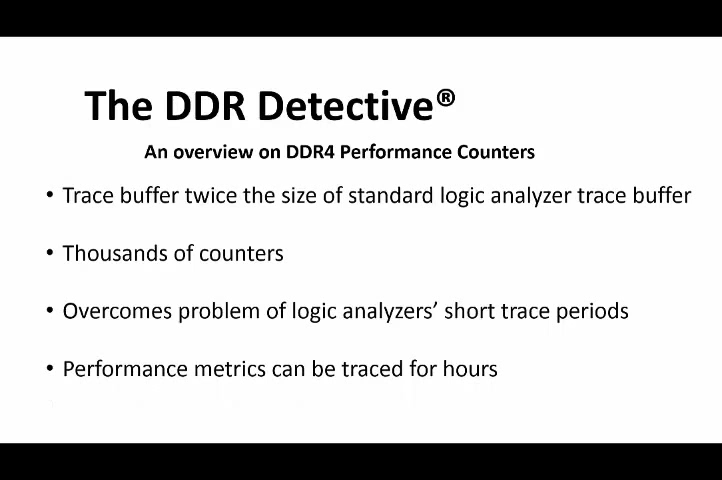 The DDR Detective®
An overview on DDR4 Performance Counters
• Trace buffer twice the size of standard logic analyzer trace buffer
• Thousands of counters
• Overcomes problem of logic analyzers’ short trace periods
• Performance metrics can be traced for hours